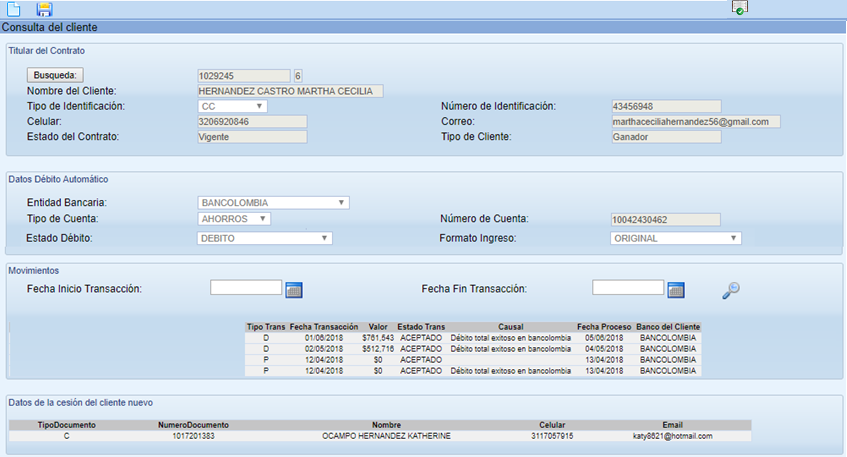 Consulta del cliente
Titular del Contrato
Busqueda: 1029245 6
Nombre del Cliente: HERNANDEZ CASTRO MARTHA CECILIA
Tipo de Identificación: CC Número de Identificación: 43456948
Celular: 3206920846 Correo: marthaceciliahernandez56@gmail.com
Estado del Contrato: Vigente Tipo de Cliente: Ganador
Datos Débito Automático
Entidad Bancaria: BANCOLOMBIA
Tipo de Cuenta: AHORROS Número de Cuenta: 10042430462
Estado Débito: DEBITO Formato Ingreso: ORIGINAL
Movimientos
Fecha Inicio Transacción: Fecha Fin Transacción:
Tipo Trans Fecha Transacción Valor Estado Trans Causal Fecha Proceso Banco del Cliente
D 01/06/2018 $761,543 ACEPTADO Débito total exitoso en bancolombia 05/06/2018 BANCOLOMBIA
D 02/05/2018 $512,716 ACEPTADO Débito total exitoso en bancolombia 04/05/2018 BANCOLOMBIA
P 12/04/2018 $0 ACEPTADO 13/04/2018 BANCOLOMBIA
P 12/04/2018 $0 ACEPTADO Débito total exitoso en bancolombia 13/04/2018 BANCOLOMBIA
Datos de la cesión del cliente nuevo
TipoDocumento NumeroDocumento Nombre Celular Email
C 1017201383 OCAMPO HERNANDEZ KATHERINE 3117057915 katy8621@hotmail.com